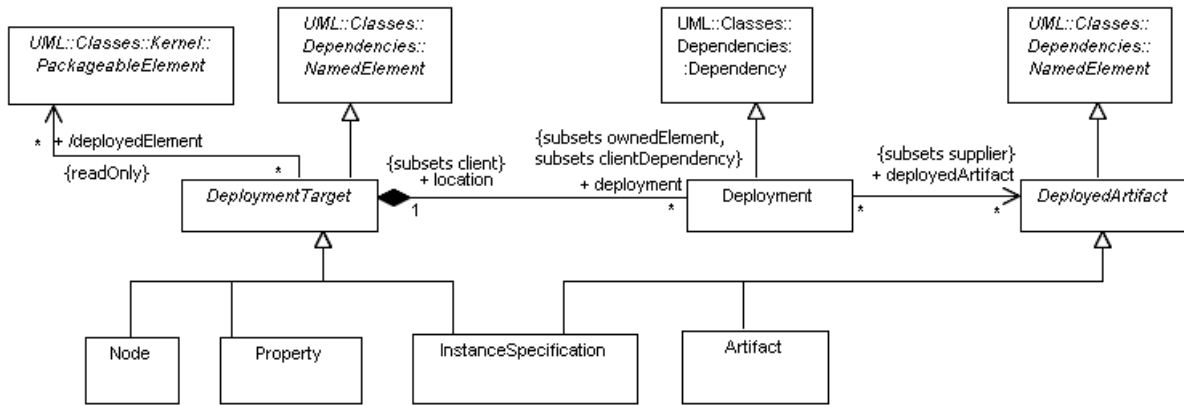 UML::Classes::Kernel::
PackageableElement
UML::Classes::
Dependencies::
NamedElement
UML::Classes::
Dependencies:
:Dependency
UML::Classes::
Dependencies::
NamedElement
* + /deployedElement
{readOnly}
*
{subsets client}
+ location
1
{subsets ownedElement,
subsets clientDependency}
+ deployment
*
{subsets supplier}
+ deployedArtifact
*
*
DeploymentTarget
Deployment
DeployedArtifact
Node
Property
InstanceSpecification
Artifact